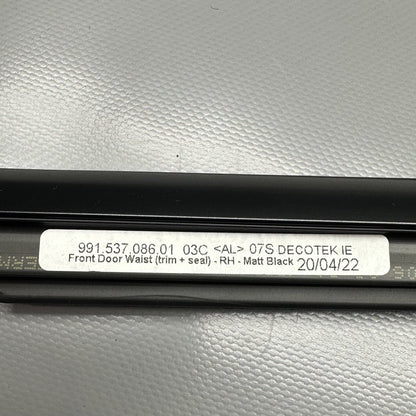 991.537.086.01 03C <AL> 07S DECOTEK IE
Front Door Waist (trim + seal) - RH - Matt Black 20/04/22